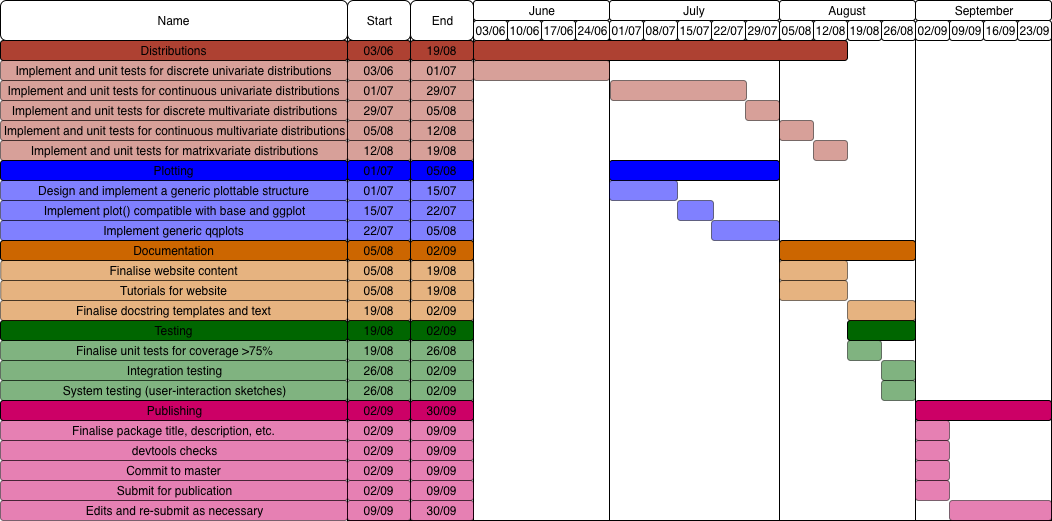 Name Start End June July August September
03/06 10/06 17/06 24/06 01/07 08/07 15/07 22/07 29/07 05/08 12/08 19/08 26/08 02/09 09/09 16/09 23/09
Distributions 03/06 19/08
Implement and unit tests for discrete univariate distributions 03/06 01/07
Implement and unit tests for continuous univariate distributions 01/07 29/07
Implement and unit tests for discrete multivariate distributions 29/07 05/08
Implement and unit tests for continuous multivariate distributions 05/08 12/08
Implement and unit tests for matrixvariate distributions 12/08 19/08
Plotting 01/07 05/08
Design and implement a generic plottable structure 01/07 15/07
Implement plot() compatible with base and ggplot 15/07 22/07
Implement generic qqplots 22/07 05/08
Documentation 05/08 02/09
Finalise website content 05/08 19/08
Tutorials for website 05/08 19/08
Finalise docstring templates and text 19/08 02/09
Testing 19/08 02/09
Finalise unit tests for coverage >75% 19/08 26/08
Integration testing 26/08 02/09
System testing (user-interaction sketches) 26/08 02/09
Publishing 02/09 30/09
Finalise package title, description, etc. 02/09 09/09
devtools checks 02/09 09/09
Commit to master 02/09 09/09
Submit for publication 02/09 09/09
Edits and re-submit as necessary 09/09 30/09